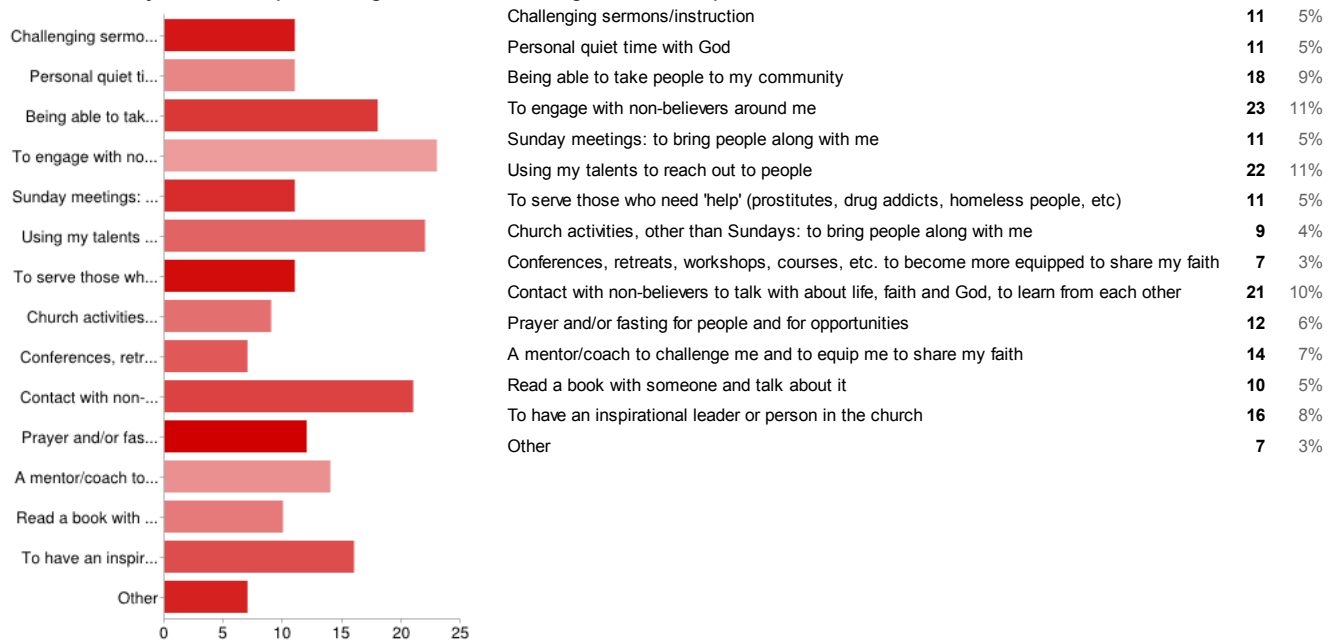 Challenging sermo...
Personal quiet ti...
Being able to tak...
To engage with no...
Sunday meetings: ...
Using my talents ...
To serve those wh...
Church activities...
Conferences, retr...
Contact with non-...
Prayer and/or fas...
A mentor/coach to...
Read a book with ...
To have an inspir...
Other
0 5 10 15 20 25
Challenging sermons/instruction 11 5%
Personal quiet time with God 11 5%
Being able to take people to my community 18 9%
To engage with non-believers around me 23 11%
Sunday meetings: to bring people along with me 11 5%
Using my talents to reach out to people 22 11%
To serve those who need 'help' (prostitutes, drug addicts, homeless people, etc) 11 5%
Church activities, other than Sundays: to bring people along with me 9 4%
Conferences, retreats, workshops, courses, etc. to become more equipped to share my faith 7 3%
Contact with non-believers to talk with about life, faith and God, to learn from each other 21 10%
Prayer and/or fasting for people and for opportunities 12 6%
A mentor/coach to challenge me and to equip me to share my faith 14 7%
Read a book with someone and talk about it 10 5%
To have an inspirational leader or person in the church 16 8%
Other 7 3%